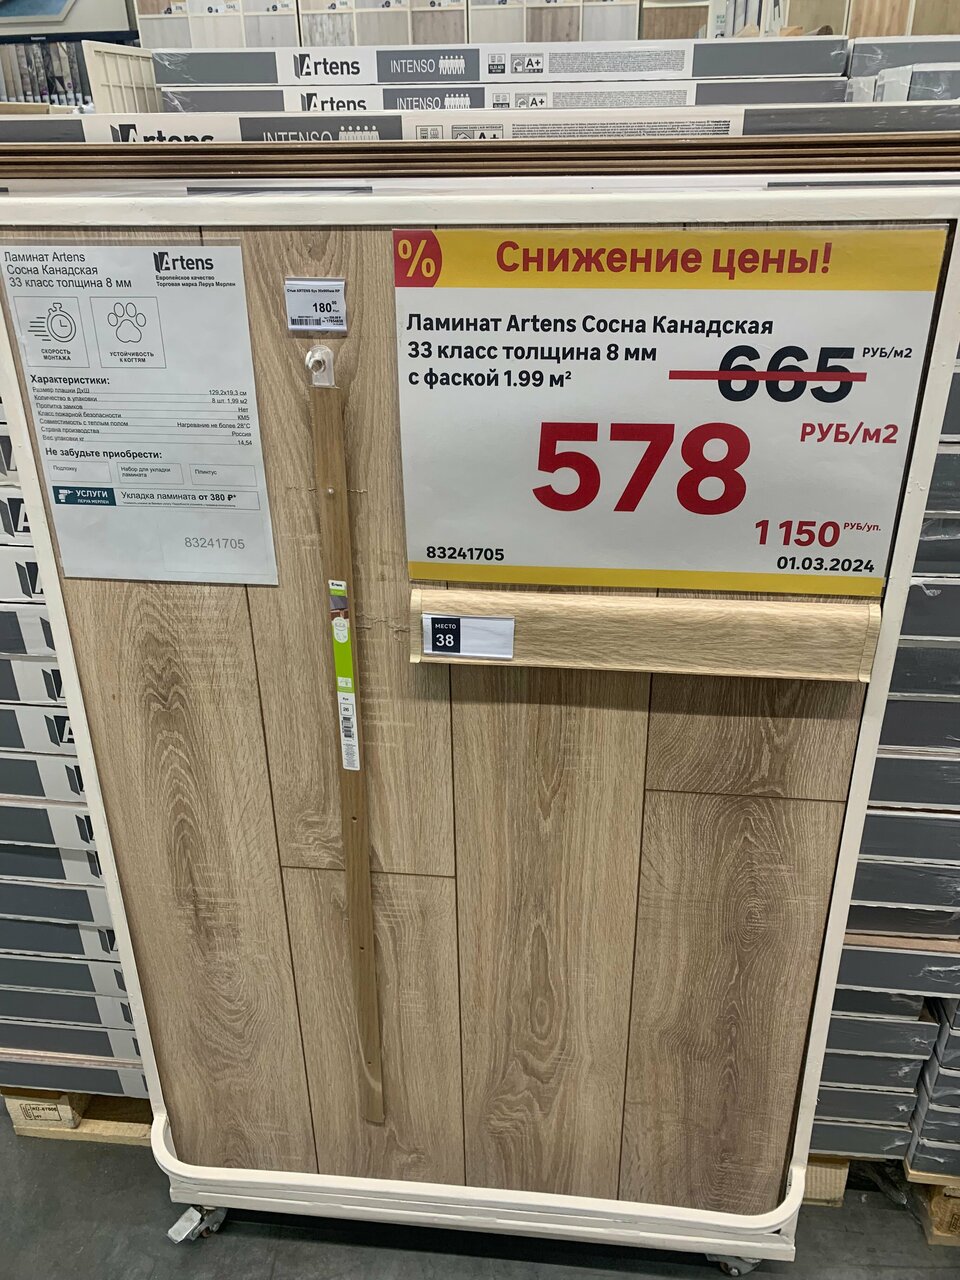 Artens
INTENSO
A+
Artens
INTENSO
A+
Artens
INTENSO
A+
Ламинат Artens
Сосна Канадская
33 класс толщина 8 мм
Artens
Европейское качество
Торговая марка Леруа Мерлен
СКОРОСТЬ
МОНТАЖА
УСТОЙЧИВОСТЬ
К КОГТЯМ
Характеристики:
Размер плашки ДхШ 129,2x19,3 см
Количество в упаковке 8 шт. 1,99 м2
Пропитка замков Нет
Класс пожарной безопасности КМ5
Совместимость с теплым полом Нагревание не более 28°C
Страна производства Россия
Вес упаковки кг 14,54
Не забудьте приобрести:
Подложку
Набор для укладки
ламината
Плинтус
УСЛУГИ
ЛЕРУА МЕРЛЕН
Укладка ламината от 380 ₽*
83241705
180
Artens
%
Снижение цены!
Ламинат Artens Сосна Канадская
33 класс толщина 8 мм
с фаской 1.99 м²
665 РУБ/м2
578 РУБ/м2
1 150 РУБ/уп.
83241705
01.03.2024
МЕСТО
38